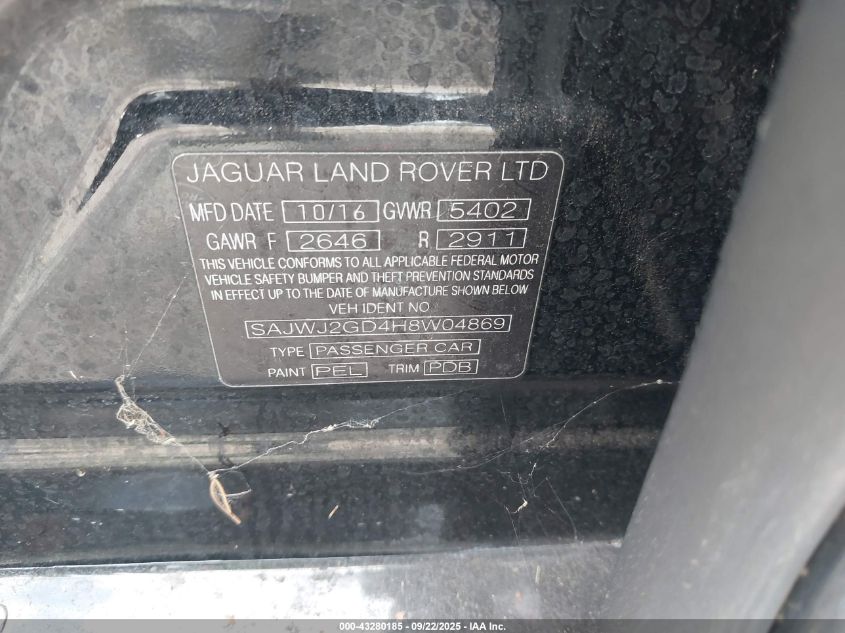 JAGUAR LAND ROVER LTD
MFD DATE 10/16 GVWR 5402
GAWR F 2646 R 2911
THIS VEHICLE CONFORMS TO ALL APPLICABLE FEDERAL MOTOR
VEHICLE SAFETY BUMPER AND THEFT PREVENTION STANDARDS
IN EFFECT UP TO THE DATE OF MANUFACTURE SHOWN BELOW
VEH IDENT NO
SAJWJ2GD4H8W04869
TYPE PASSENGER CAR
PAINT PEL TRIM PDB
000-43280185 - 09/22/2025 - IAA Inc.